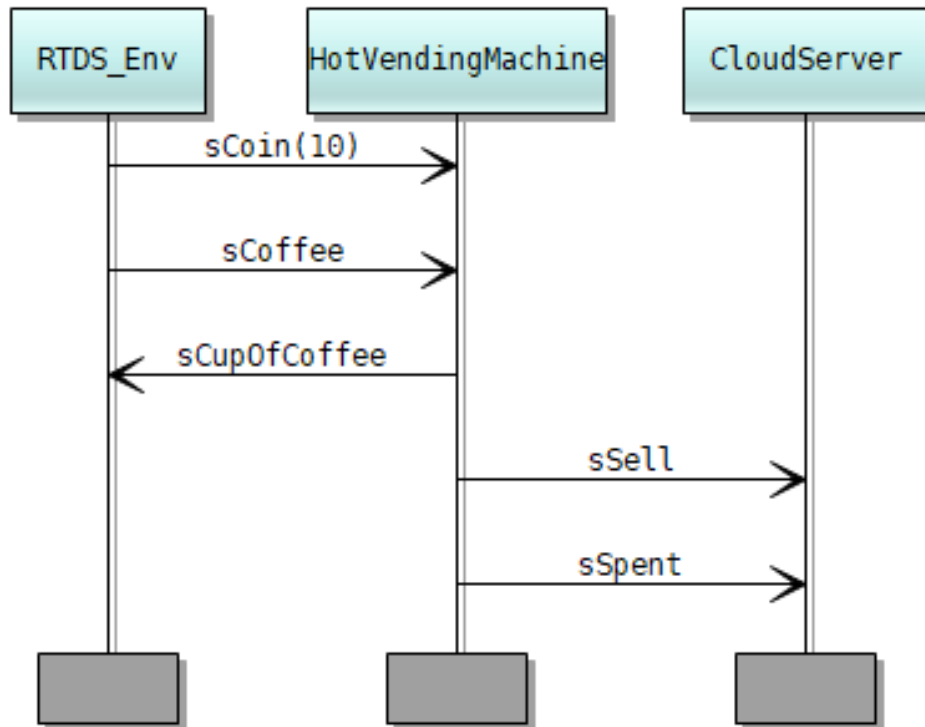 RTDS_Env
HotVendingMachine
CloudServer
sCoin(10)
sCoffee
sCupOfCoffee
sSell
sSpent